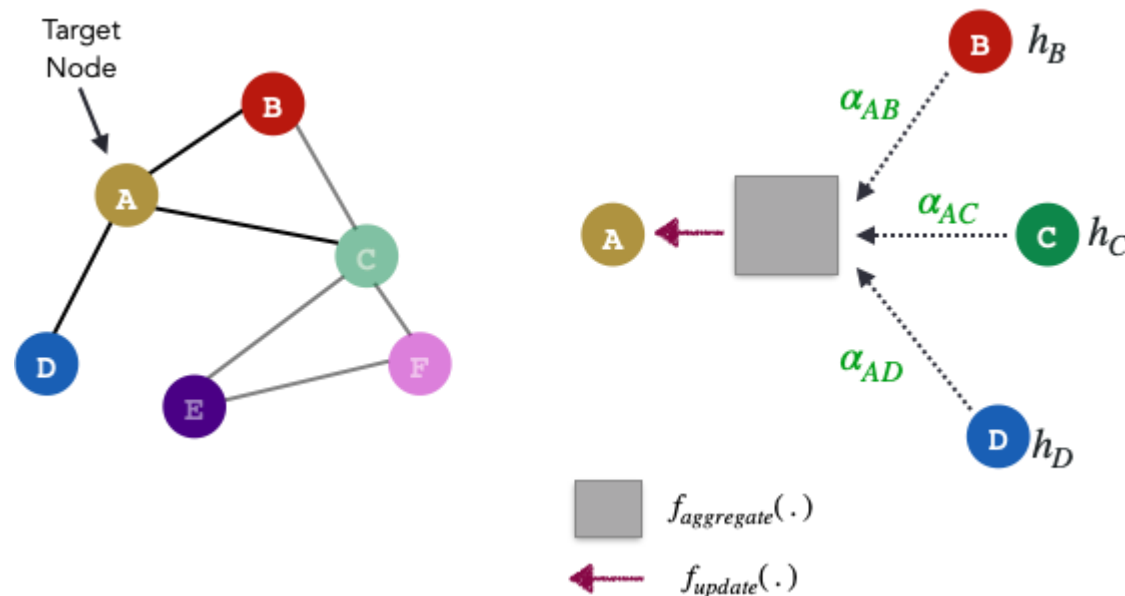 Target
Node
B
A
C
D
E
F
B h_B
α_AB
A
α_AC
C h_C
α_AD
D h_D
f_aggregate(.)
f_update(.)